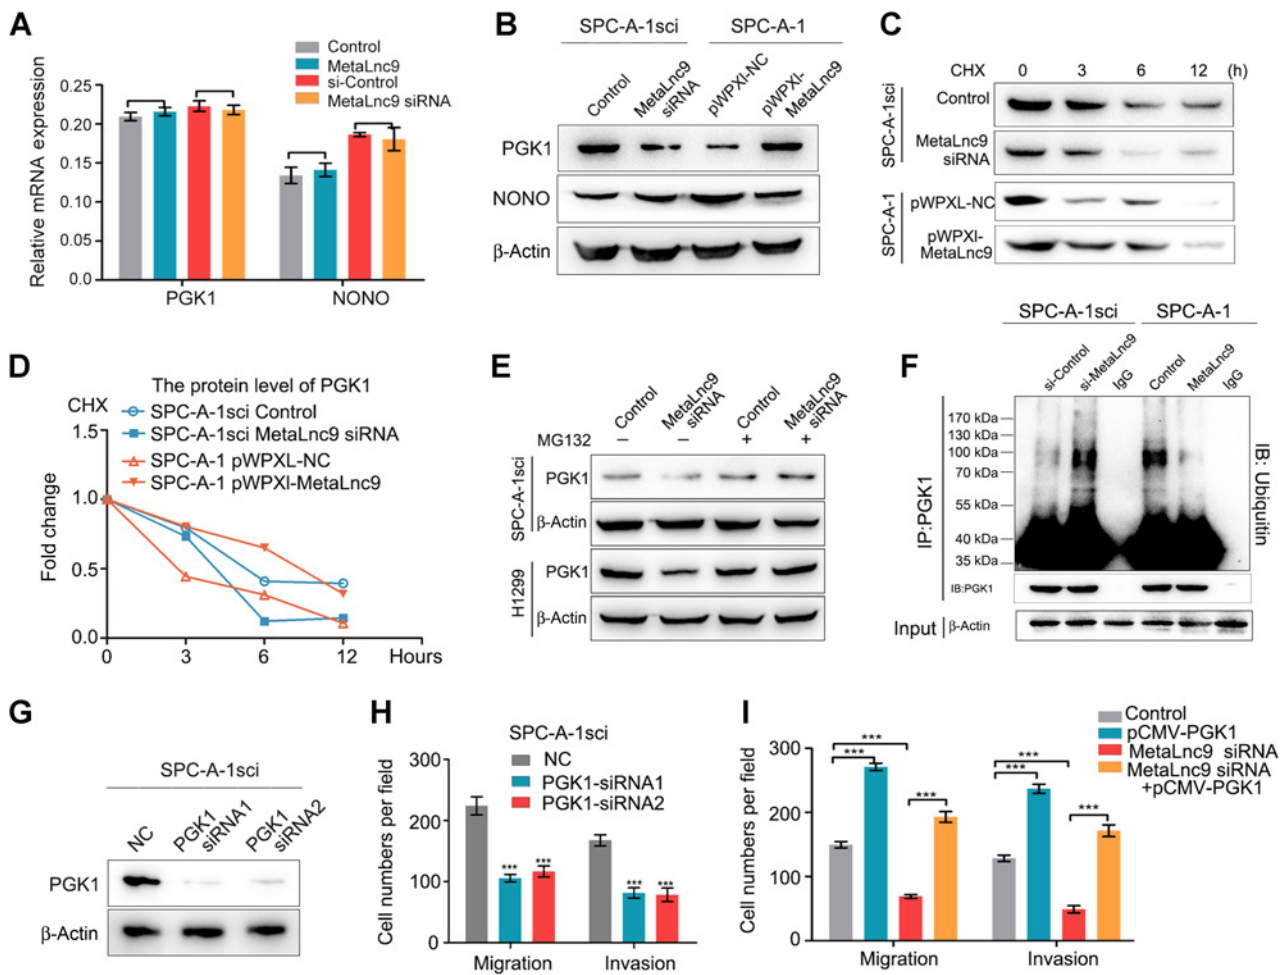 A
Control
MetaLnc9
si-Control
MetaLnc9 siRNA
Relative mRNA expression
0.25
0.20
0.15
0.10
0.05
0.0
PGK1 NONO
B
SPC-A-1sci SPC-A-1
Control
MetaLnc9
siRNA
pWPXI-NC
pWPXI-
MetaLnc9
PGK1
NONO
β-Actin
C
CHX 0 3 6 12 (h)
SPC-A-1sci
Control
MetaLnc9
siRNA
SPC-A-1
pWPXL-NC
pWPXI-
MetaLnc9
D
The protein level of PGK1
CHX
SPC-A-1sci Control
SPC-A-1sci MetaLnc9 siRNA
SPC-A-1 pWPXL-NC
SPC-A-1 pWPXI-MetaLnc9
Fold change
1.5
1.0
0.5
0.0
0 3 6 12 Hours
E
Control
MetaLnc9
siRNA
Control
MetaLnc9
siRNA
MG132 − − + +
SPC-A-1sci
PGK1
β-Actin
H1299
PGK1
β-Actin
F
SPC-A-1sci SPC-A-1
si-Control
si-MetaLnc9
IgG
Control
MetaLnc9
IgG
IP:PGK1
170 kDa
130 kDa
100 kDa
70 kDa
55 kDa
40 kDa
35 kDa
IB: Ubiquitin
IB:PGK1
Input β-Actin
G
SPC-A-1sci
NC
PGK1
siRNA1
PGK1
siRNA2
PGK1
β-Actin
H
SPC-A-1sci
NC
PGK1-siRNA1
PGK1-siRNA2
Cell numbers per field
300
200
100
0
*** ***
*** ***
Migration Invasion
I
Control
pCMV-PGK1
MetaLnc9 siRNA
MetaLnc9 siRNA
+pCMV-PGK1
Cell numbers per field
300
200
100
0
***
***
***
***
***
***
Migration Invasion